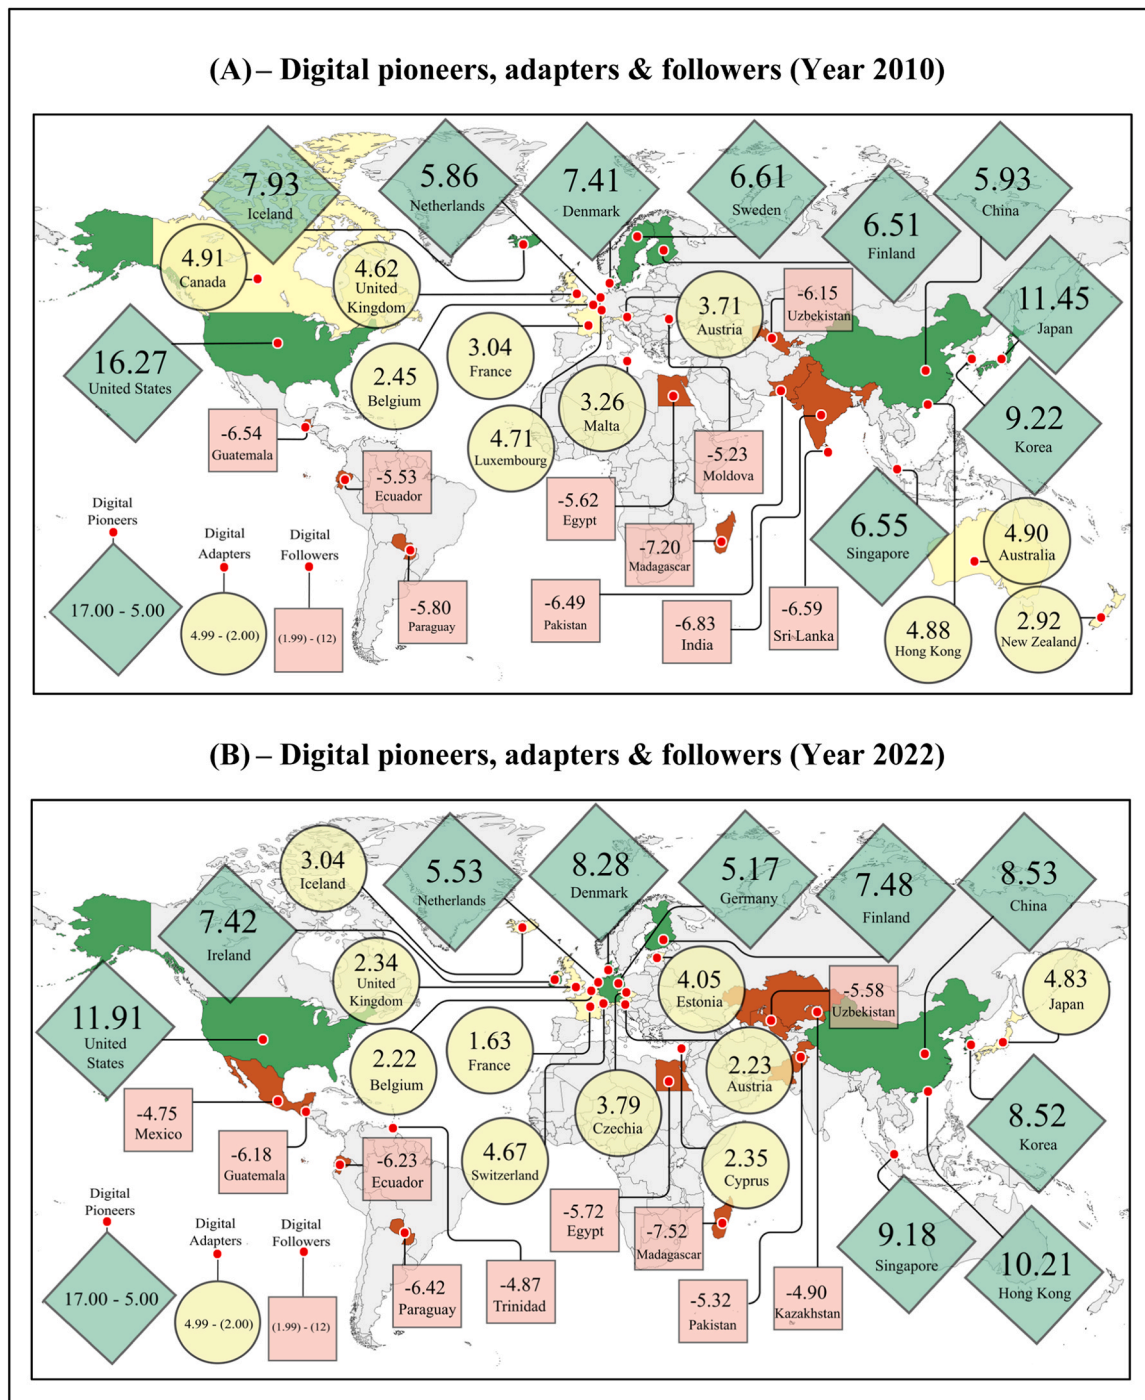 (A) – Digital pioneers, adapters & followers (Year 2010)
7.93
Iceland
5.86
Netherlands
7.41
Denmark
6.61
Sweden
6.51
Finland
5.93
China
4.91
Canada
4.62
United
Kingdom
3.71
Austria
-6.15
Uzbekistan
11.45
Japan
16.27
United States
2.45
Belgium
3.04
France
3.26
Malta
9.22
Korea
-6.54
Guatemala
-5.53
Ecuador
4.71
Luxembourg
-5.23
Moldova
-5.62
Egypt
-7.20
Madagascar
6.55
Singapore
4.90
Australia
-5.80
Paraguay
-6.49
Pakistan
-6.83
India
-6.59
Sri-Lanka
4.88
Hong Kong
2.92
New Zealand
Digital
Pioneers
17.00 - 5.00
Digital
Adapters
4.99 - (2.00)
Digital
Followers
(1.99) - (12)
(B) – Digital pioneers, adapters & followers (Year 2022)
3.04
Iceland
5.53
Netherlands
8.28
Denmark
5.17
Germany
7.48
Finland
8.53
China
7.42
Ireland
2.34
United
Kingdom
4.05
Estonia
-5.58
Uzbekistan
4.83
Japan
11.91
United
States
2.22
Belgium
1.63
France
3.79
Czechia
2.23
Austria
8.52
Korea
-4.75
Mexico
-6.18
Guatemala
-6.23
Ecuador
4.67
Switzerland
2.35
Cyprus
-5.72
Egypt
-7.52
Madagascar
9.18
Singapore
10.21
Hong Kong
-6.42
Paraguay
-4.87
Trinidad
-5.32
Pakistan
-4.90
Kazakhstan
Digital
Pioneers
17.00 - 5.00
Digital
Adapters
4.99 - (2.00)
Digital
Followers
(1.99) - (12)